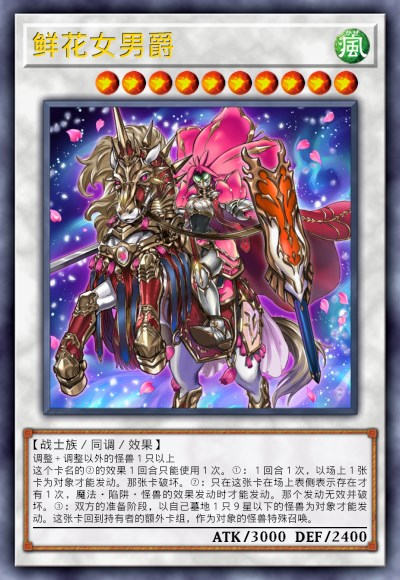 鲜花女男爵
風
【战士族／同调／效果】
调整＋调整以外的怪兽１只以上
这个卡名的②的效果１回合只能使用１次。①：１回合１次，以场上１张
卡为对象才能发动。那张卡破坏。②：只在这张卡在场上表侧表示存在才
有１次，魔法·陷阱·怪兽的效果发动时才能发动。那个发动无效并破
坏。③：双方的准备阶段，以自己墓地１只９星以下的怪兽为对象才能发
动。这张卡回到持有者的額外卡组，作为对象的怪兽特殊召唤。
ATK/3000 DEF/2400